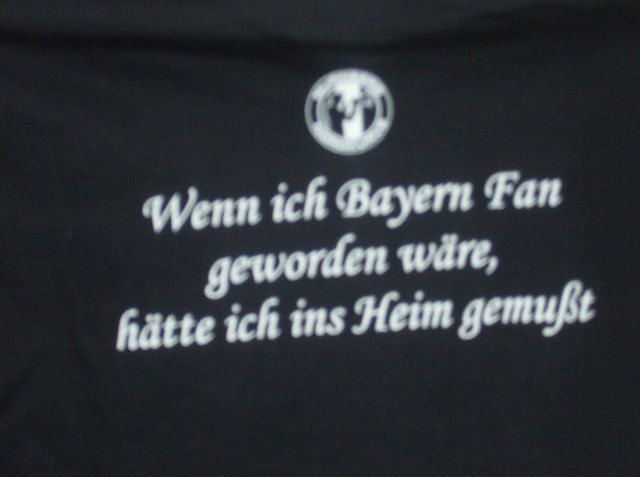 Wenn ich Bayern Fan
geworden wäre,
hätte ich ins Heim gemußt